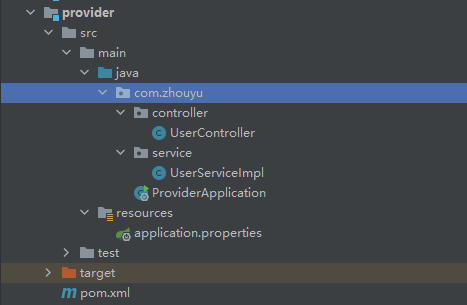 provider
src
main
java
com.zhouyu
controller
UserController
service
UserServiceImpl
ProviderApplication
resources
application.properties
test
target
pom.xml